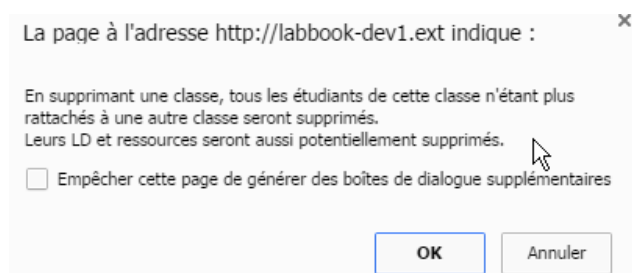 La page à l'adresse http://labbook-dev1.ext indique :
En supprimant une classe, tous les étudiants de cette classe n'étant plus
rattachés à une autre classe seront supprimés.
Leurs LD et ressources seront aussi potentiellement supprimés.
Empêcher cette page de générer des boîtes de dialogue supplémentaires
OK Annuler